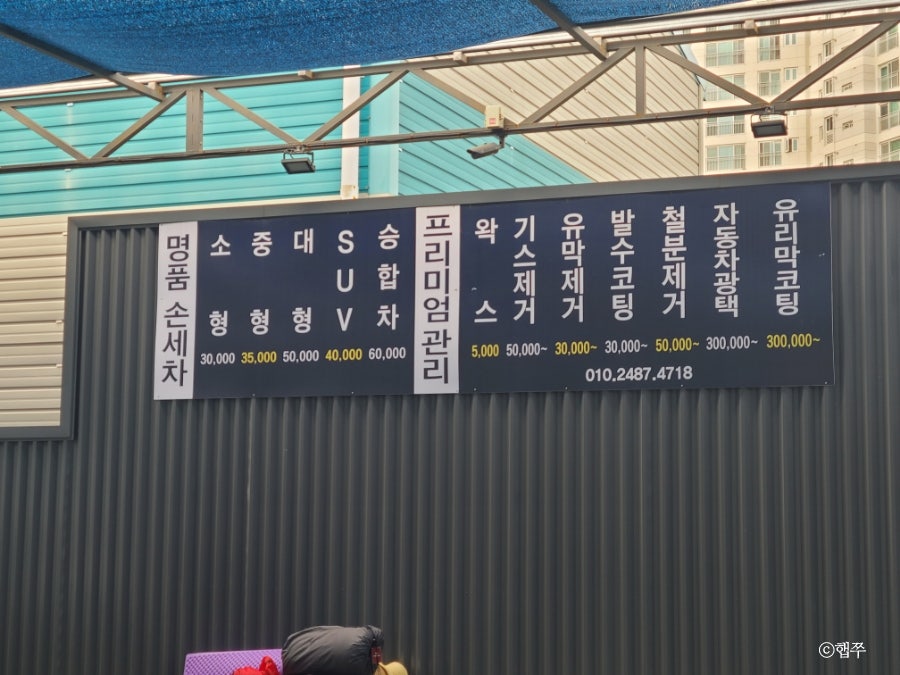 명품 손세차
소형
30,000
중형
35,000
대형
50,000
SUV
40,000
승합차
60,000
프리미엄 관리
왁스
5,000
기스제거
50,000~
유막제거
30,000~
발수코팅
30,000~
철분제거
50,000~
자동차광택
300,000~
유리막코팅
300,000~
010.2487.4718
ⓒ햅쭈